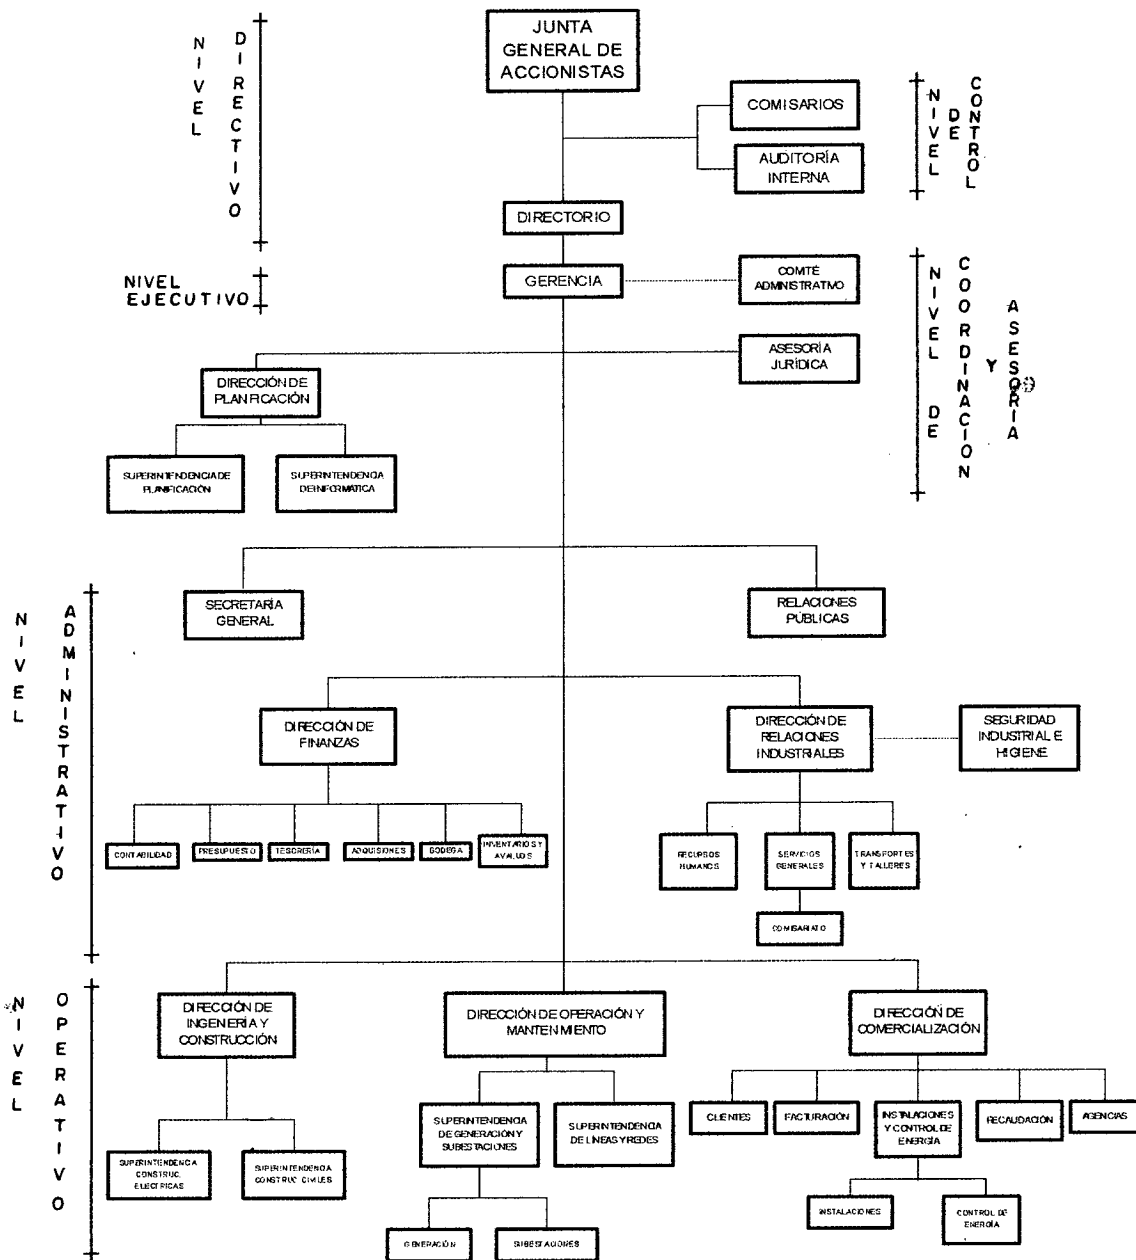 JUNTA
GENERAL DE
ACCIONISTAS
NIVEL
DIRECTIVO
COMISARIOS
AUDITORÍA
INTERNA
NIVEL
DE
CONTROL
DIRECTORIO
NIVEL
EJECUTIVO
GERENCIA
COMITÉ
ADMINISTRATIVO
NIVEL DE
COORDINACION
Y
ASESORIA
ASESORÍA
JURÍDICA
DIRECCIÓN DE
PLANIFICACIÓN
SUPERINTENDENCIA DE
PLANIFICACIÓN
SUPERINTENDENCIA
DE INFORMÁTICA
NIVEL
ADMINISTRATIVO
SECRETARÍA
GENERAL
RELACIONES
PÚBLICAS
DIRECCIÓN DE
FINANZAS
DIRECCIÓN DE
RELACIONES
INDUSTRIALES
SEGURIDAD
INDUSTRIAL E
HIGIENE
CONTABILIDAD
PRESUPUESTO
TESORERÍA
ADQUISIONES
BODEGA
INVENTARIOS Y
AVALUOS
RECURSOS
HUMANOS
SERVICIOS
GENERALES
TRANSPORTES
Y TALLERES
COMISARIATO
NIVEL
OPERATIVO
DIRECCIÓN DE
INGENERÍA Y
CONSTRUCCIÓN
DIRECCIÓN DE OPERACIÓN Y
MANTENIMIENTO
DIRECCIÓN DE
COMERCIALIZACIÓN
SUPERINTENDENCIA
CONSTRUC.
ELECTRICAS
SUPERINTENDENCIA
CONSTRUC. CIVILES
SUPERINTENDENCIA
DE GENERACIÓN Y
SUBESTACIONES
SUPERINTENDENCIA
DE LÍNEAS Y REDES
CLIENTES
FACTURACIÓN
INSTALACIONES
Y CONTROL DE
ENERGÍA
RECAUDACIÓN
AGENCIAS
GENERACIÓN
SUBESTACIONES
INSTALACIONES
CONTROL DE
ENERGÍA